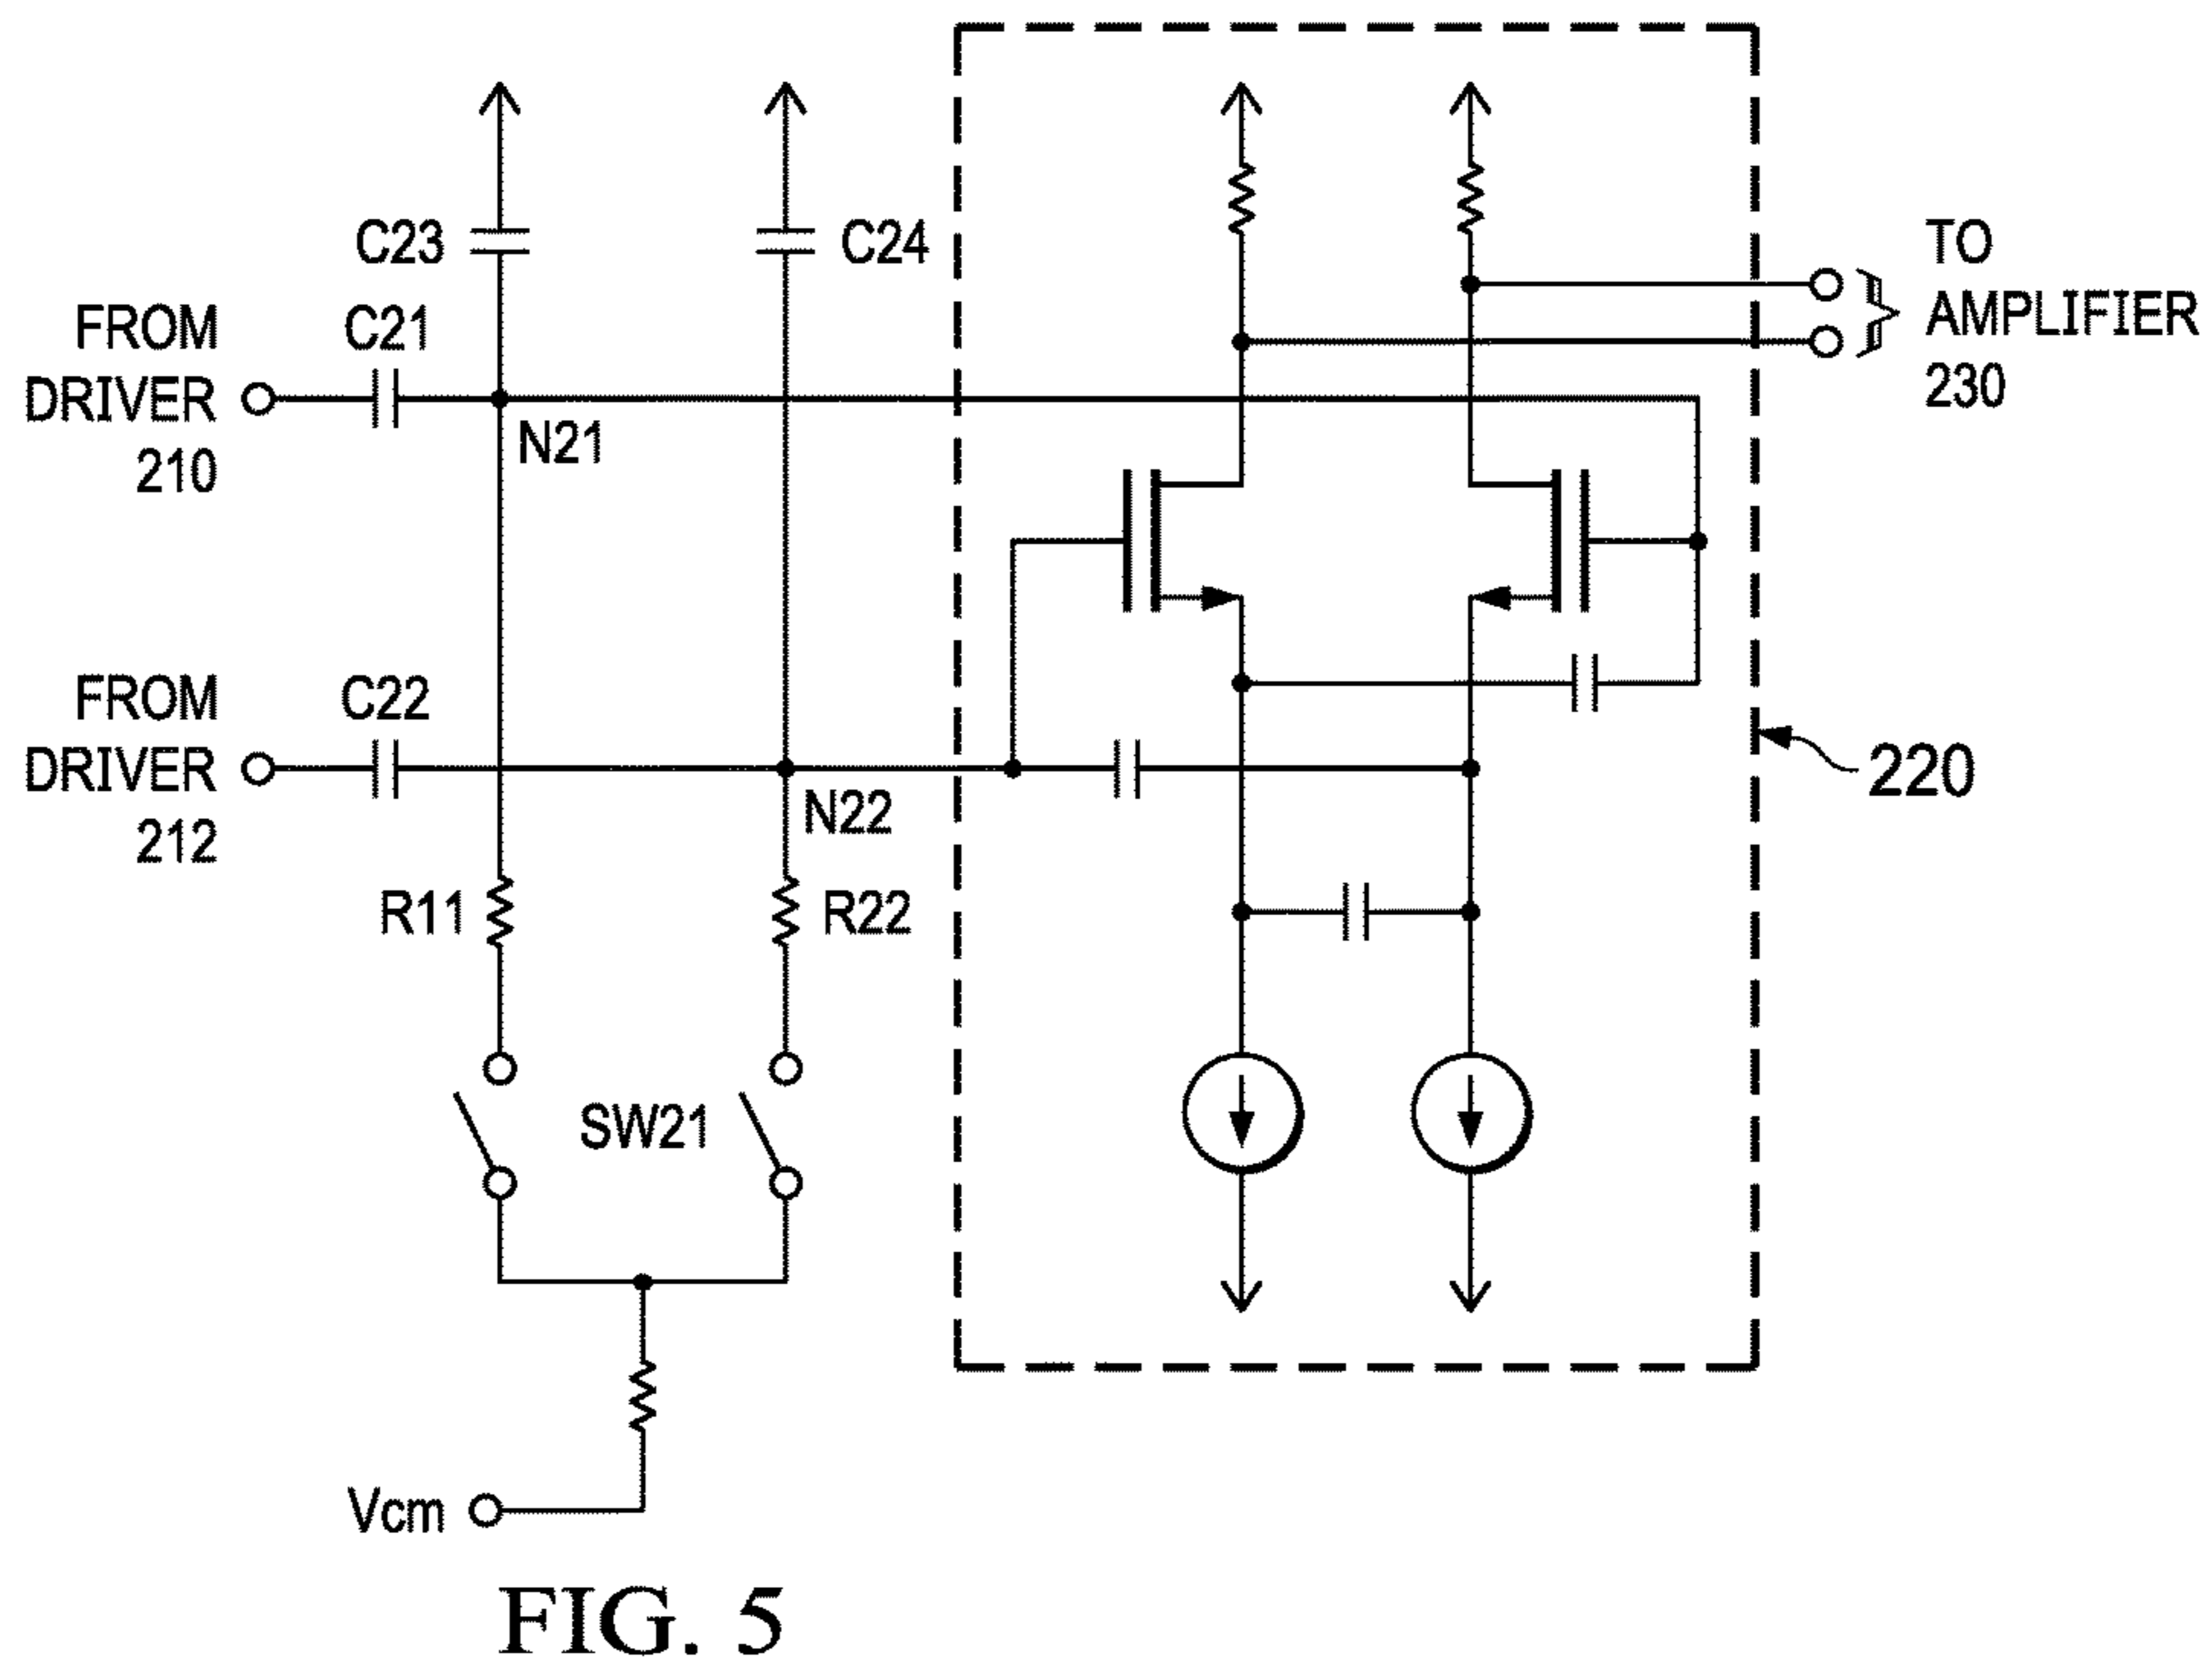 C23
C24
FROM
DRIVER
210
C21
N21
TO
AMPLIFIER
230
FROM
DRIVER
212
C22
N22
220
R11
R22
SW21
Vcm
FIG. 5